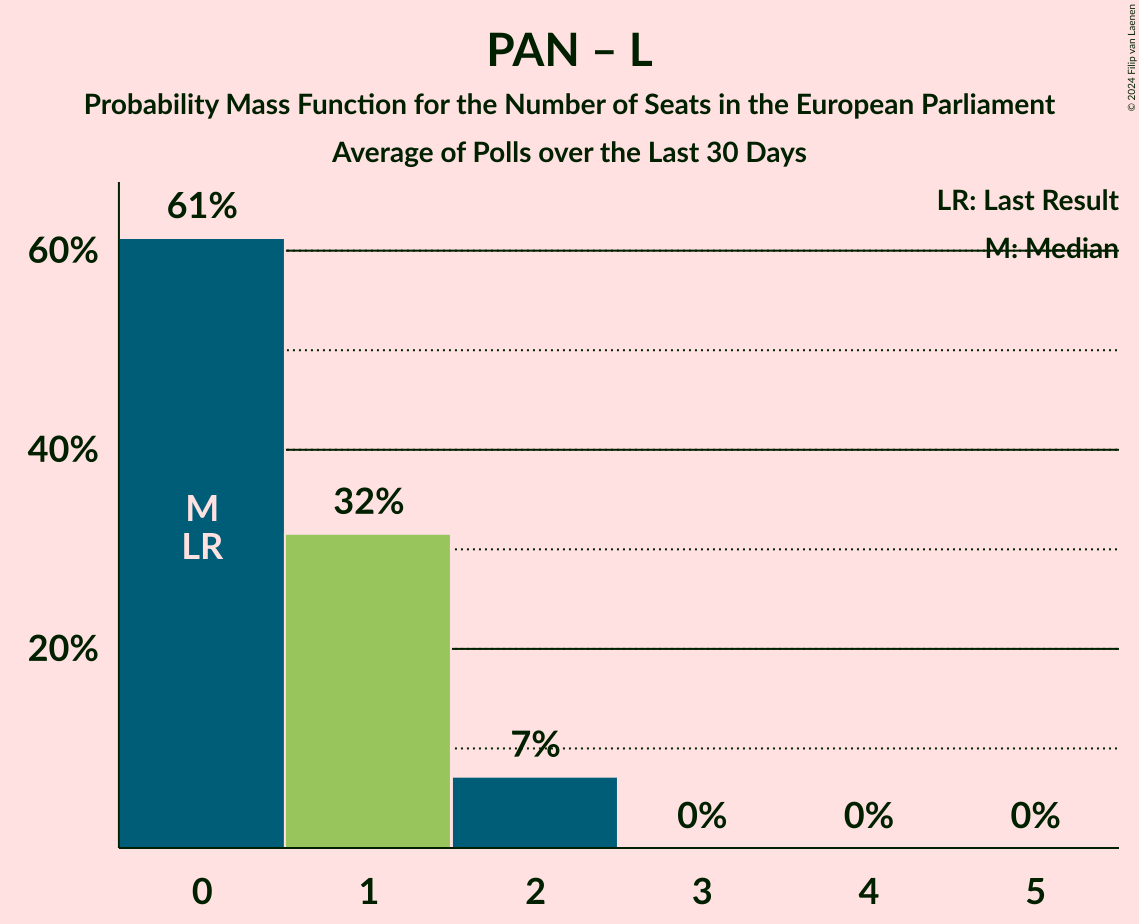 PAN – L
Probability Mass Function for the Number of Seats in the European Parliament
Average of Polls over the Last 30 Days
© 2024 Filip van Laenen
LR: Last Result
M: Median
61%
60%
40%
32%
M
LR
20%
7%
0%
0%
0%
0
1
2
3
4
5